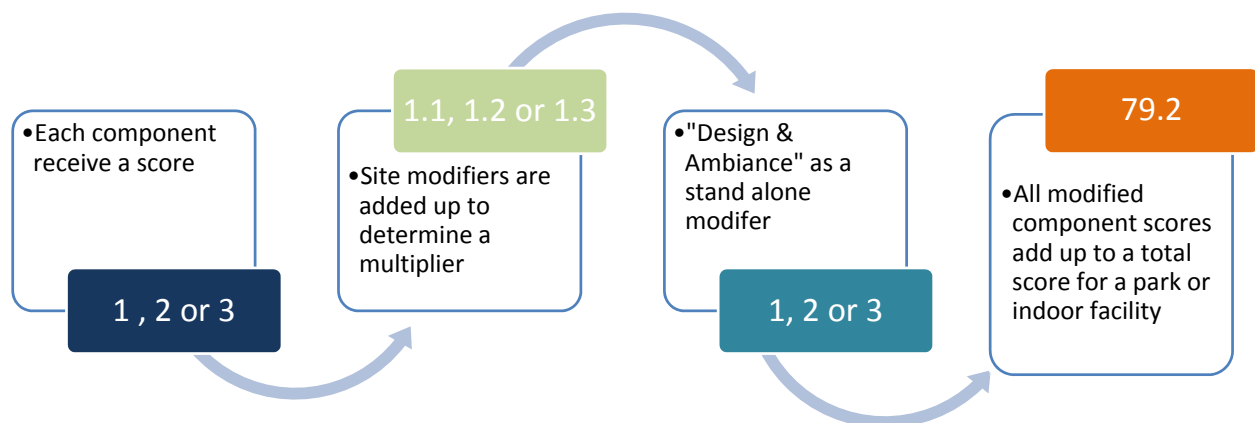 •Each component
receive a score
1 , 2 or 3
1.1, 1.2 or 1.3
•Site modifiers are
added up to
determine a
multiplier
•"Design &
Ambiance" as a
stand alone
modifer
1, 2 or 3
79.2
•All modified
component scores
add up to a total
score for a park or
indoor facility